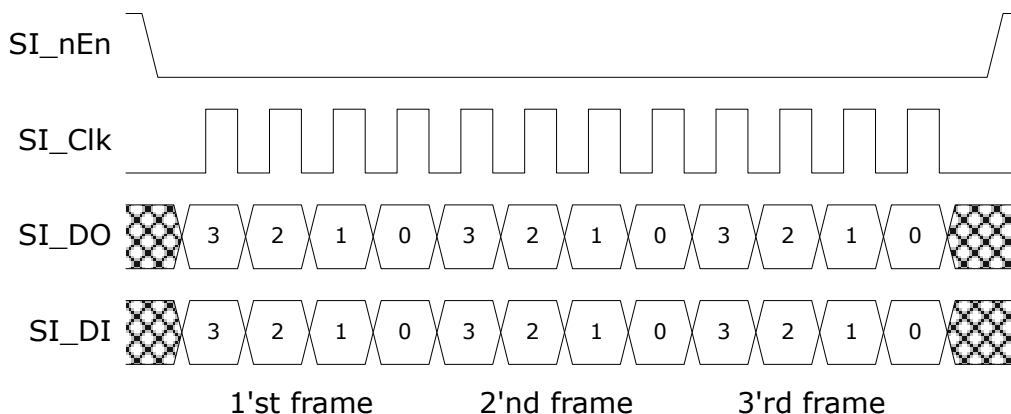 SI_nEn
SI_Clk
SI_DO 3 2 1 0 3 2 1 0 3 2 1 0
SI_DI 3 2 1 0 3 2 1 0 3 2 1 0
1'st frame 2'nd frame 3'rd frame